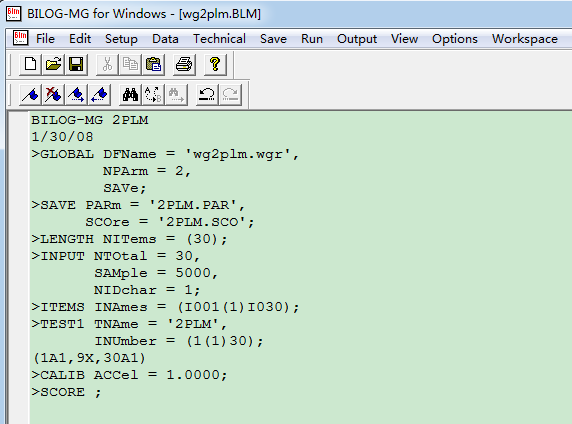 BILOG-MG for Windows - [wg2plm.BLM]
File Edit Setup Data Technical Save Run Output View Options Workspace
BILOG-MG 2PLM
1/30/08
>GLOBAL DFName = 'wg2plm.wgr',
NPArm = 2,
SAVe;
>SAVE PARm = '2PLM.PAR',
SCOre = '2PLM.SCO';
>LENGTH NITems = (30);
>INPUT NTOtal = 30,
SAMple = 5000,
NIDchar = 1;
>ITEMS INAmes = (I001(1)I030);
>TEST1 TNAme = '2PLM',
INUmber = (1(1)30);
(1A1,9X,30A1)
>CALIB ACCel = 1.0000;
>SCORE ;